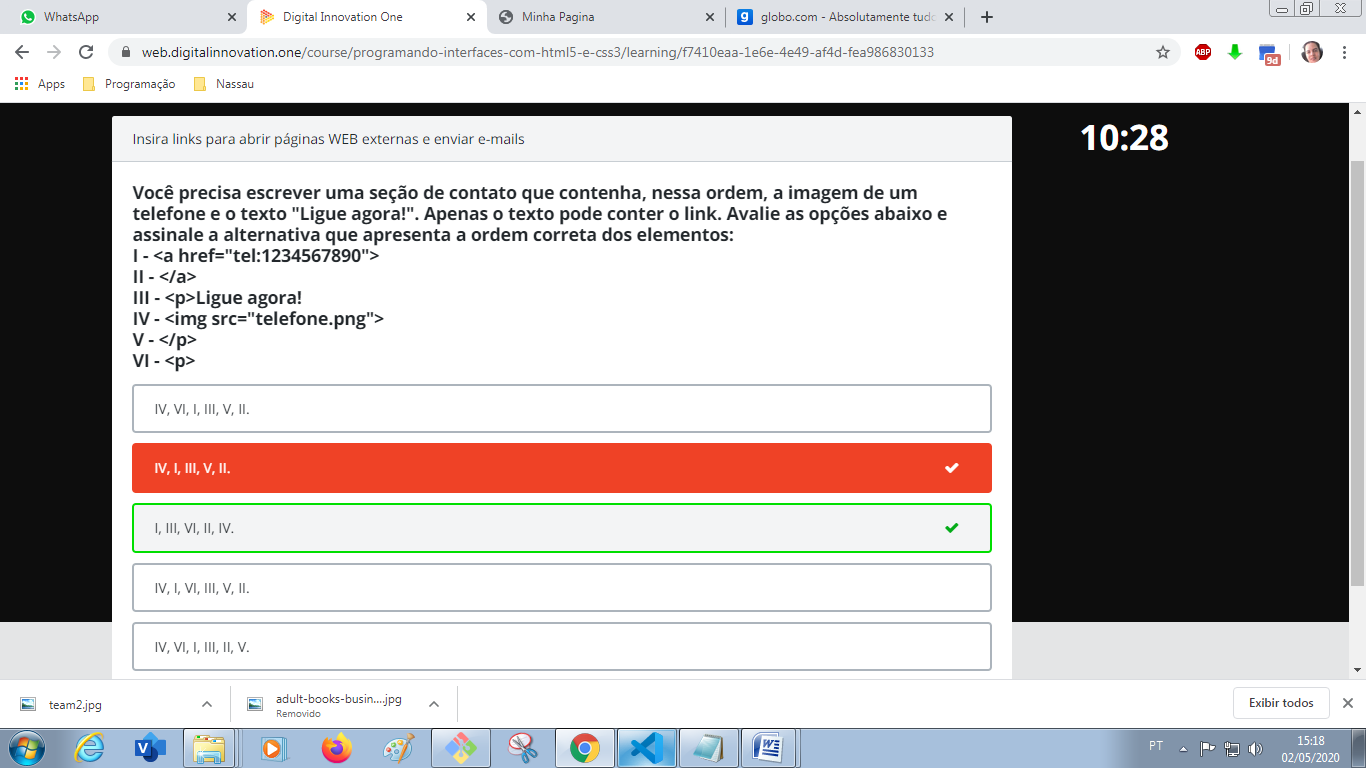 WhatsApp
Digital Innovation One
Minha Pagina
globo.com - Absolutamente tudo
web.digitalinnovation.one/course/programando-interfaces-com-html5-e-css3/learning/f7410eaa-1e6e-4e49-af4d-fea986830133
ABP
9d
Apps
Programação
Nassau
Insira links para abrir páginas WEB externas e enviar e-mails
10:28
Você precisa escrever uma seção de contato que contenha, nessa ordem, a imagem de um
telefone e o texto "Ligue agora!". Apenas o texto pode conter o link. Avalie as opções abaixo e
assinale a alternativa que apresenta a ordem correta dos elementos:
I - <a href="tel:1234567890">
II - </a>
III - <p>Ligue agora!
IV - <img src="telefone.png">
V - </p>
VI - <p>
IV, VI, I, III, V, II.
IV, I, III, V, II.
I, III, VI, II, IV.
IV, I, VI, III, V, II.
IV, VI, I, III, II, V.
team2.jpg
adult-books-busin....jpg
Removido
Exibir todos
PT
15:18
02/05/2020